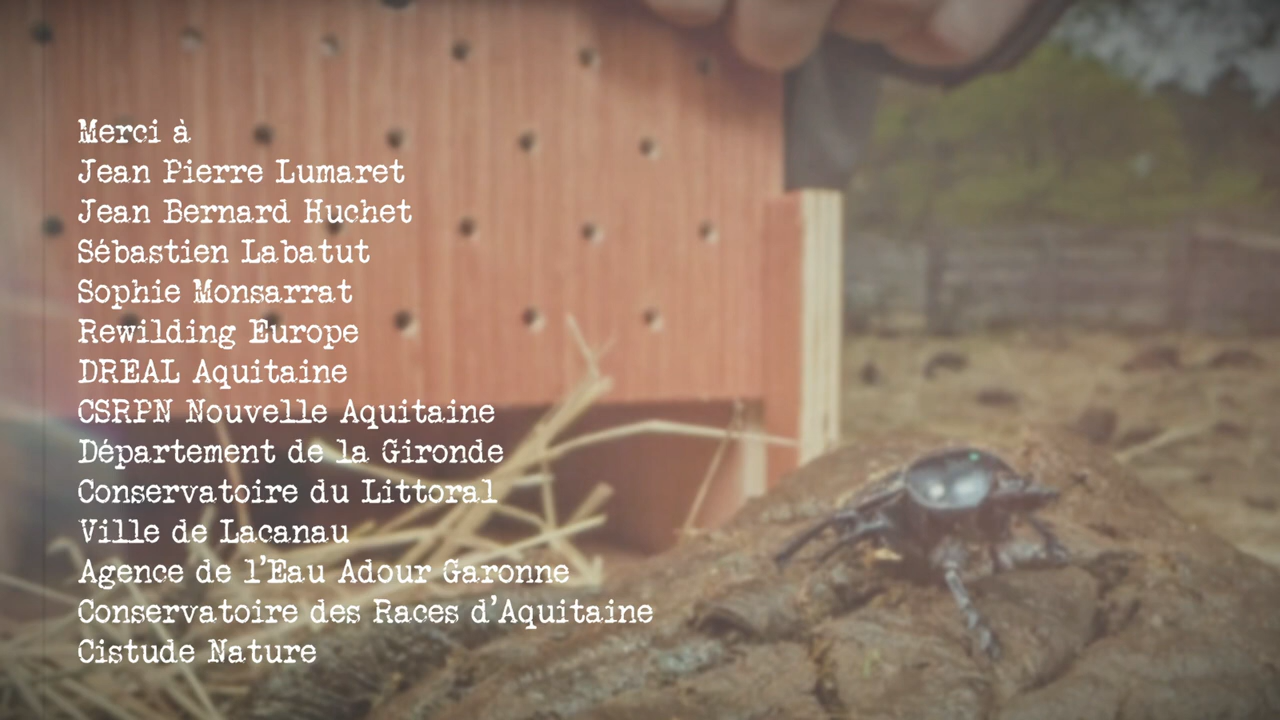 Merci à
Jean Pierre Lumaret
Jean Bernard Huchet
Sébastien Labatut
Sophie Monsarrat
Rewilding Europe
DREAL Aquitaine
CSRPN Nouvelle Aquitaine
Département de la Gironde
Conservatoire du Littoral
Ville de Lacanau
Agence de l'Eau Adour Garonne
Conservatoire des Races d'Aquitaine
Cistude Nature